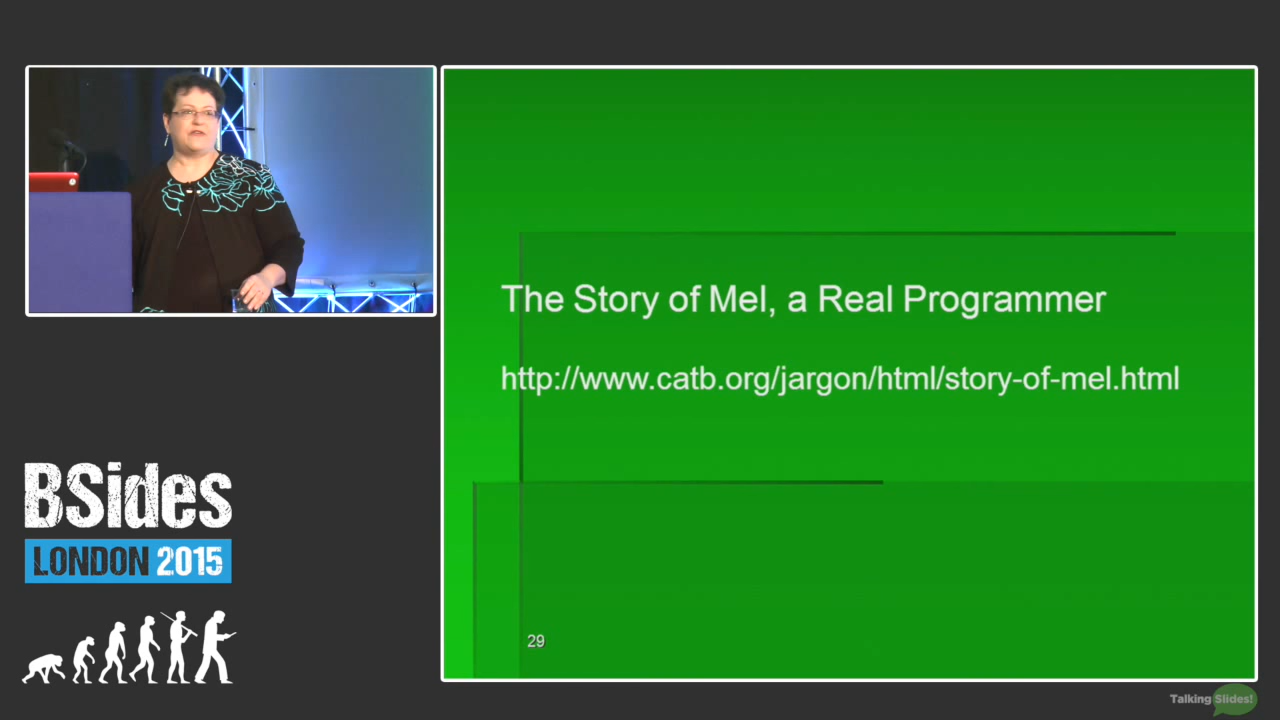 The Story of Mel, a Real Programmer
http://www.catb.org/jargon/html/story-of-mel.html
29
BSides
LONDON 2015
Talking Slides!